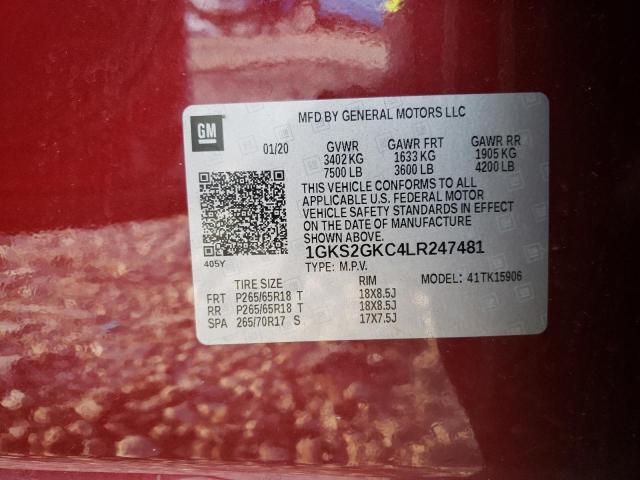 MFD BY GENERAL MOTORS LLC
GM
01/20
GVWR GAWR FRT GAWR RR
3402 KG 1633 KG 1905 KG
7500 LB 3600 LB 4200 LB
THIS VEHICLE CONFORMS TO ALL
APPLICABLE U.S. FEDERAL MOTOR
VEHICLE SAFETY STANDARDS IN EFFECT
ON THE DATE OF MANUFACTURE
SHOWN ABOVE.
1GKS2GKC4LR247481
405Y
TYPE: M.P.V.
MODEL: 41TK15906
TIRE SIZE RIM
FRT P265/65R18 T 18X8.5J
RR P265/65R18 T 18X8.5J
SPA 265/70R17 S 17X7.5J